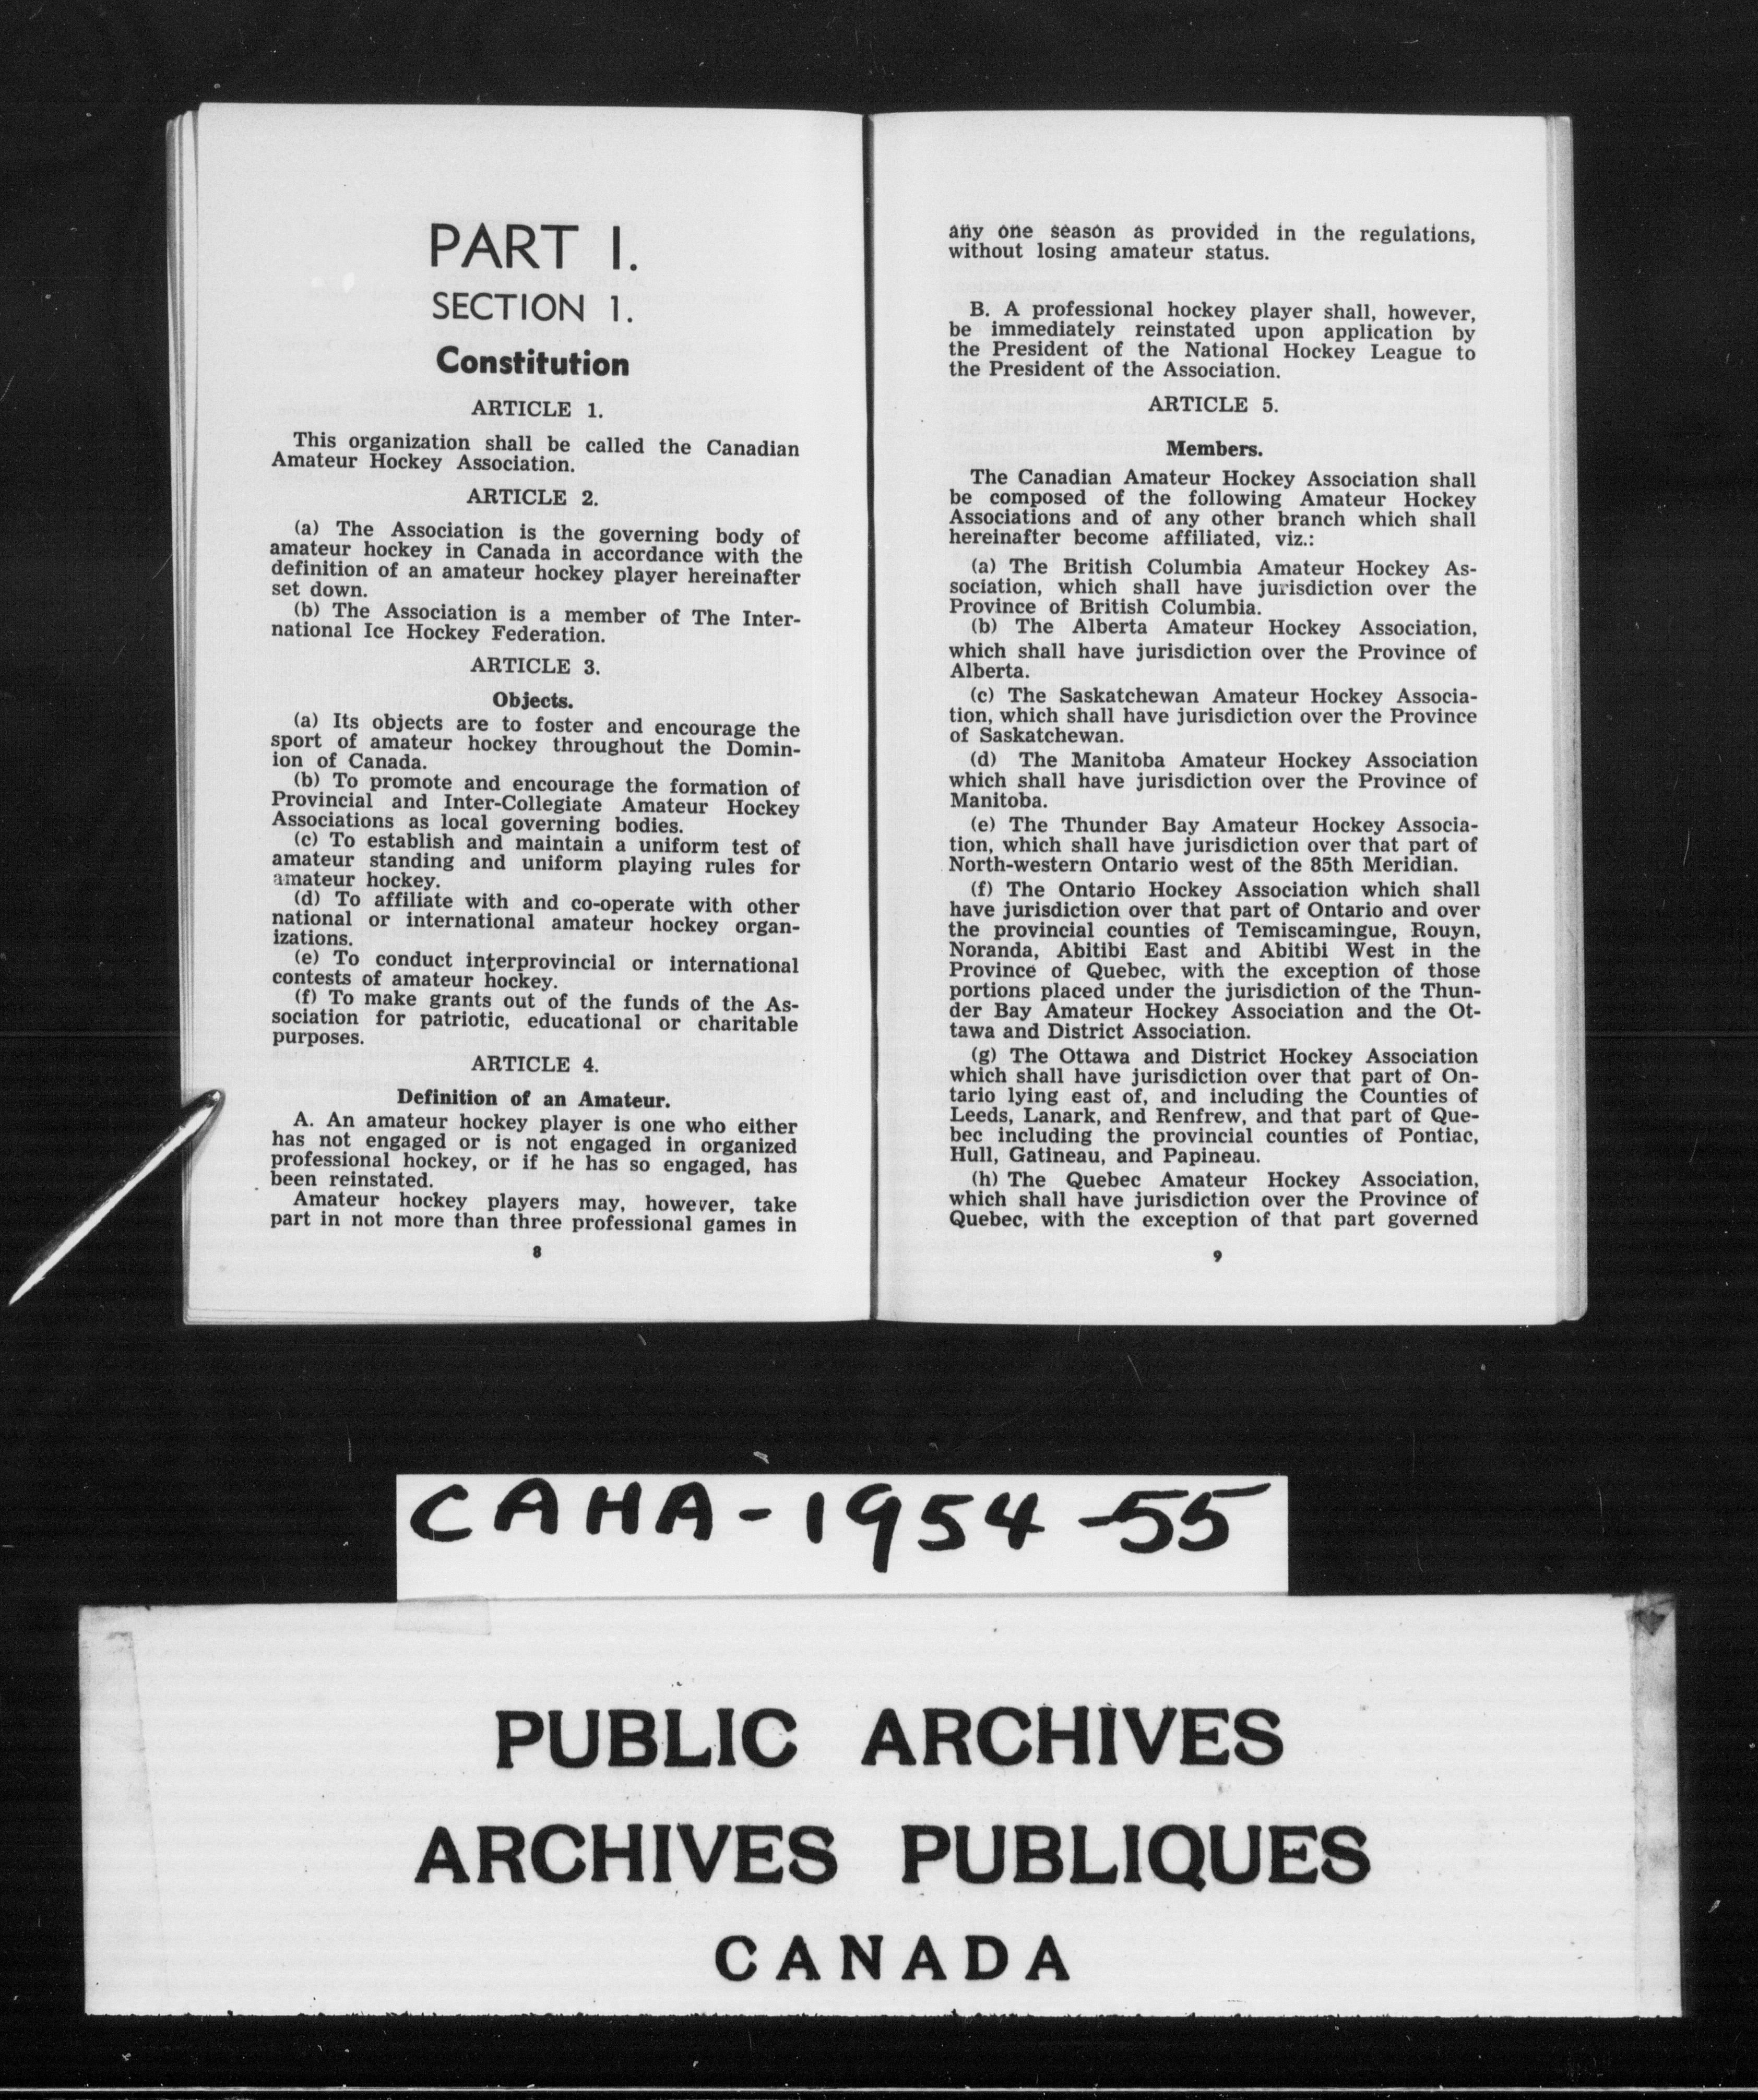 PART I.
SECTION 1.
Constitution
ARTICLE 1.
This organization shall be called the Canadian
Amateur Hockey Association.
ARTICLE 2.
(a) The Association is the governing body of
amateur hockey in Canada in accordance with the
definition of an amateur hockey player hereinafter
set down.
(b) The Association is a member of The Inter-
national Ice Hockey Federation.
ARTICLE 3.
Objects.
(a) Its objects are to foster and encourage the
sport of amateur hockey throughout the Domin-
ion of Canada.
(b) To promote and encourage the formation of
Provincial and Inter-Collegiate Amateur Hockey
Associations as local governing bodies.
(c) To establish and maintain a uniform test of
amateur standing and uniform playing rules for
amateur hockey.
(d) To affiliate with and co-operate with other
national or international amateur hockey organ-
izations.
(e) To conduct interprovincial or international
contests of amateur hockey.
(f) To make grants out of the funds of the As-
sociation for patriotic, educational or charitable
purposes.
ARTICLE 4.
Definition of an Amateur.
A. An amateur hockey player is one who either
has not engaged or is not engaged in organized
professional hockey, or if he has so engaged, has
been reinstated.
Amateur hockey players may, however, take
part in not more than three professional games in
8
any one season as provided in the regulations,
without losing amateur status.
B. A professional hockey player shall, however,
be immediately reinstated upon application by
the President of the National Hockey League to
the President of the Association.
ARTICLE 5.
Members.
The Canadian Amateur Hockey Association shall
be composed of the following Amateur Hockey
Associations and of any other branch which shall
hereinafter become affiliated, viz.:
(a) The British Columbia Amateur Hockey As-
sociation, which shall have jurisdiction over the
Province of British Columbia.
(b) The Alberta Amateur Hockey Association,
which shall have jurisdiction over the Province of
Alberta.
(c) The Saskatchewan Amateur Hockey Associa-
tion, which shall have jurisdiction over the Province
of Saskatchewan.
(d) The Manitoba Amateur Hockey Association
which shall have jurisdiction over the Province of
Manitoba.
(e) The Thunder Bay Amateur Hockey Associa-
tion, which shall have jurisdiction over that part of
North-western Ontario west of the 85th Meridian.
(f) The Ontario Hockey Association which shall
have jurisdiction over that part of Ontario and over
the provincial counties of Temiscamingue, Rouyn,
Noranda, Abitibi East and Abitibi West in the
Province of Quebec, with the exception of those
portions placed under the jurisdiction of the Thun-
der Bay Amateur Hockey Association and the Ot-
tawa and District Association.
(g) The Ottawa and District Hockey Association
which shall have jurisdiction over that part of On-
tario lying east of, and including the Counties of
Leeds, Lanark, and Renfrew, and that part of Que-
bec including the provincial counties of Pontiac,
Hull, Gatineau, and Papineau.
(h) The Quebec Amateur Hockey Association,
which shall have jurisdiction over the Province of
Quebec, with the exception of that part governed
9
CAHA-1954-55
PUBLIC ARCHIVES
ARCHIVES PUBLIQUES
CANADA